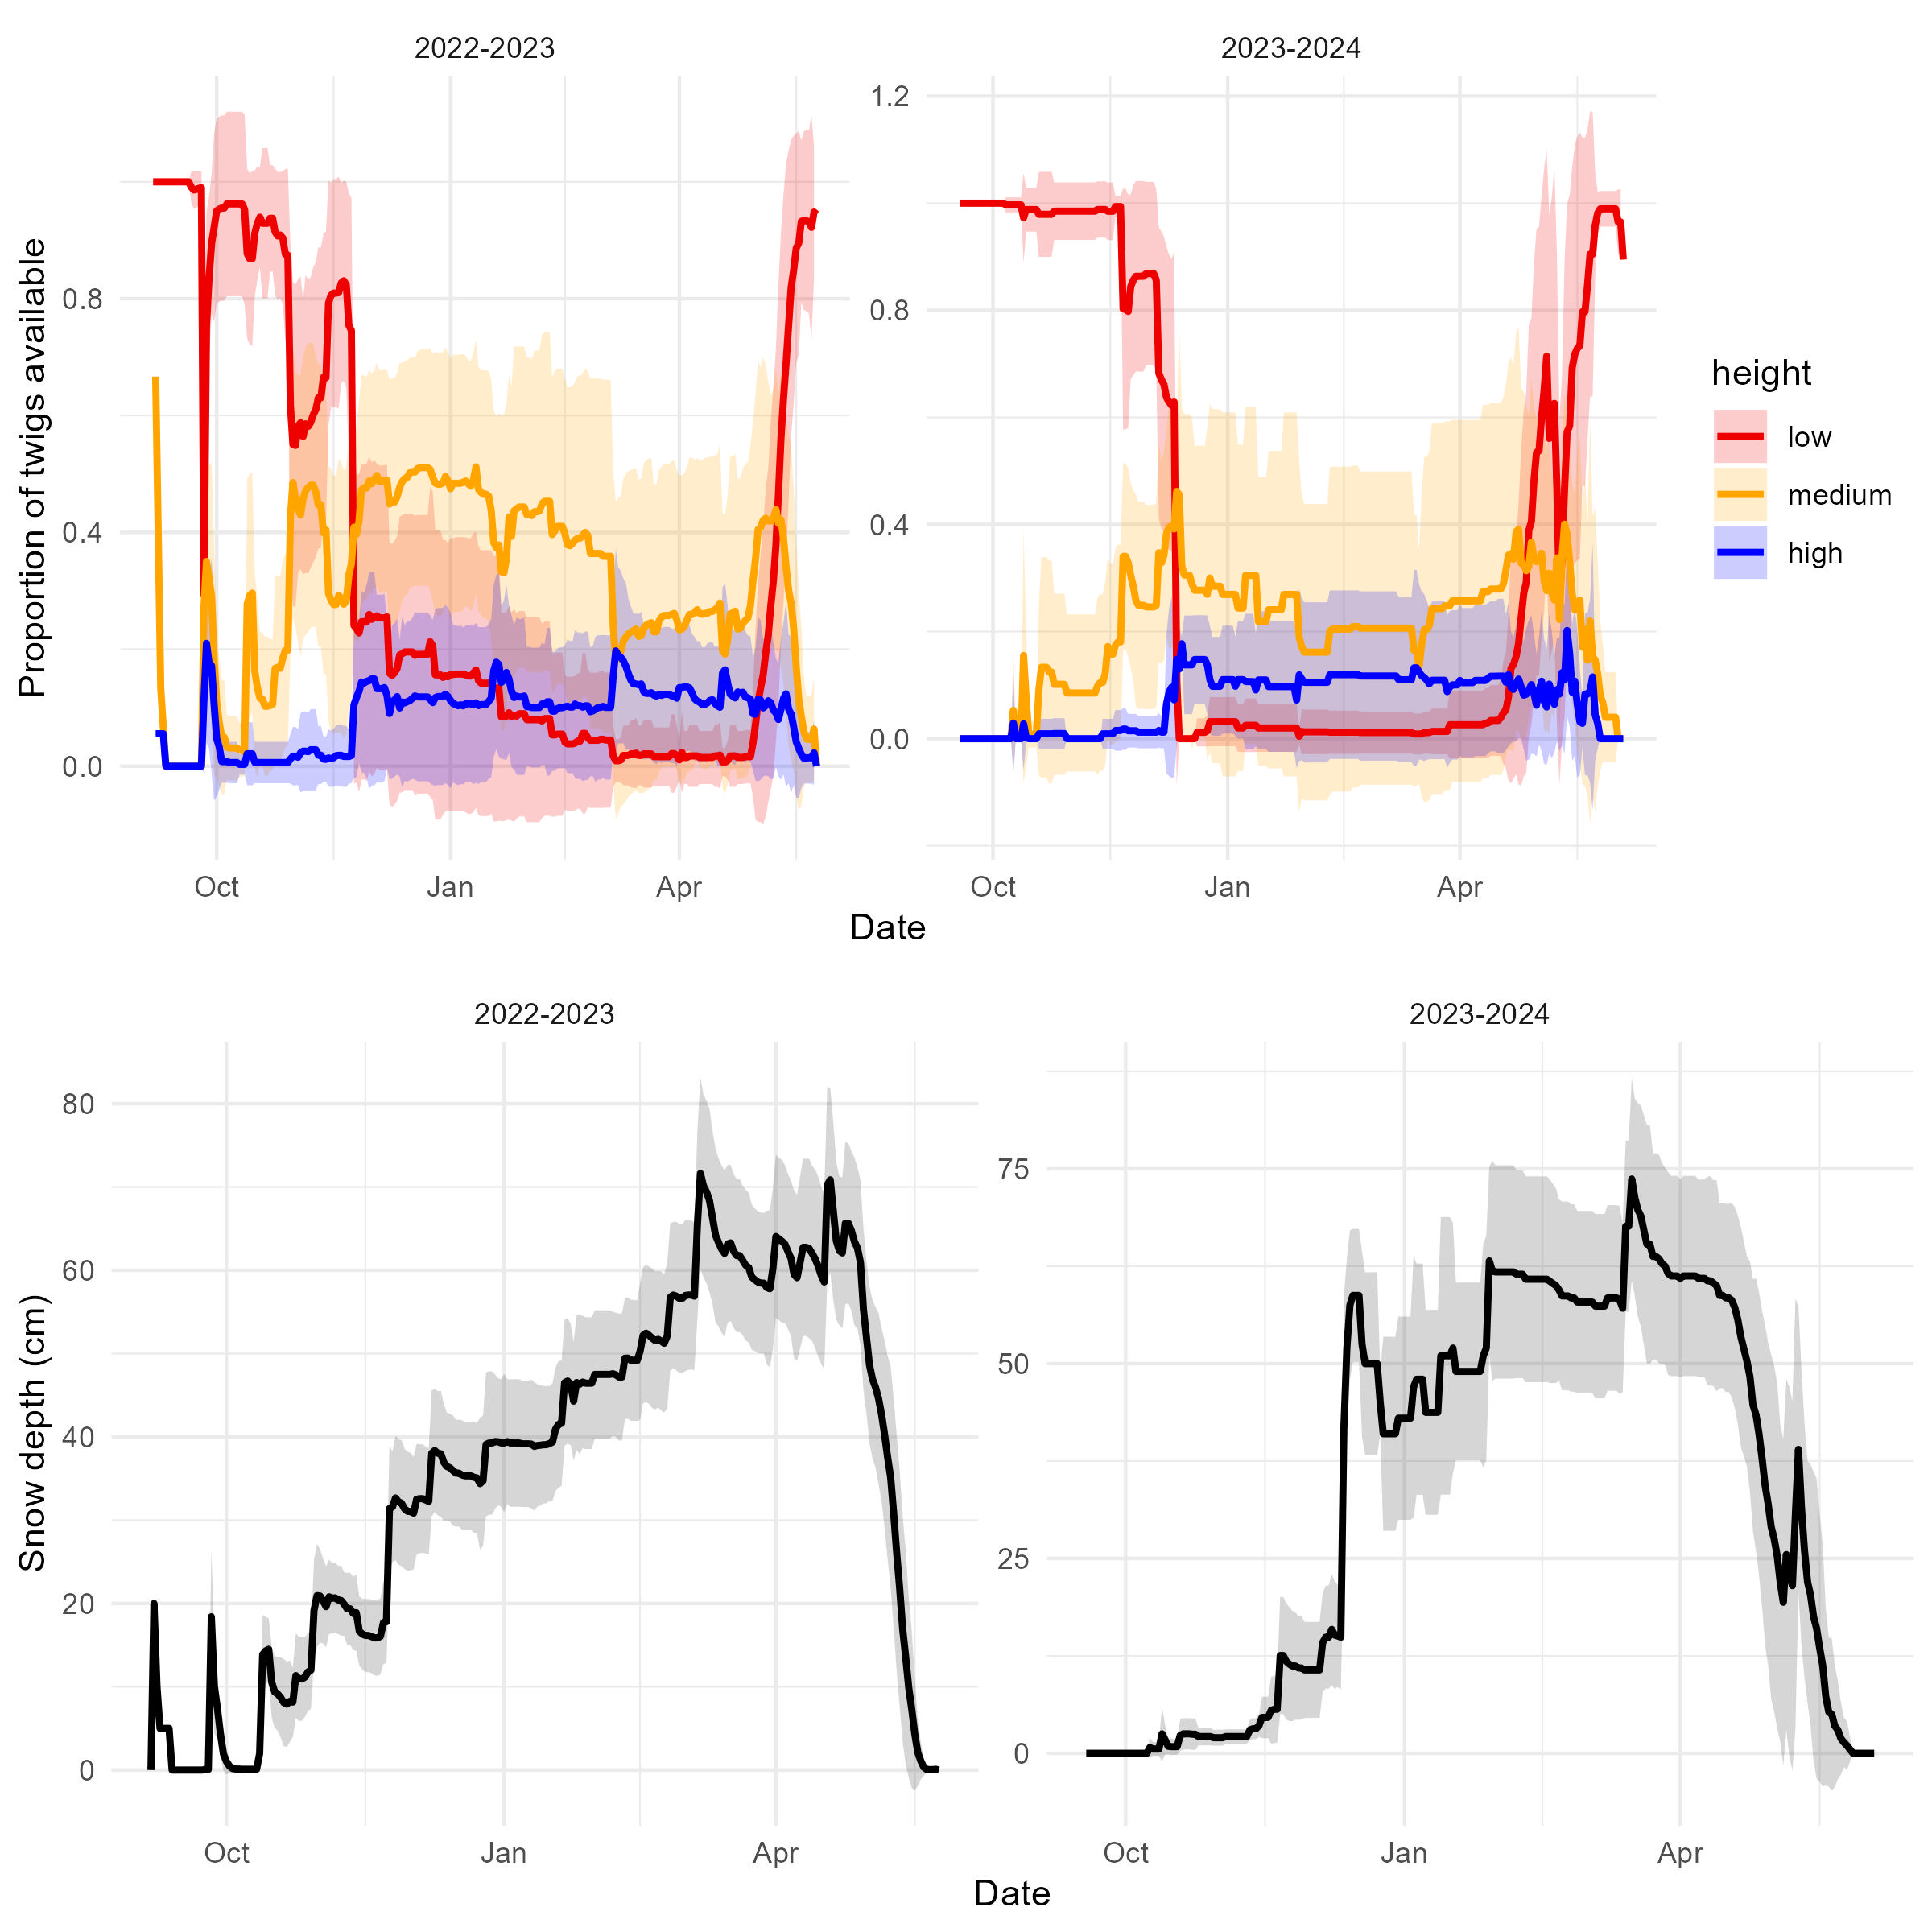 2022-2023
2023-2024
Proportion of twigs available
0.8
0.4
0.0
1.2
0.8
0.4
0.0
Oct Jan Apr
Oct Jan Apr
Date
height
low
medium
high
2022-2023
2023-2024
Snow depth (cm)
80
60
40
20
0
75
50
25
0
Oct Jan Apr
Oct Jan Apr
Date